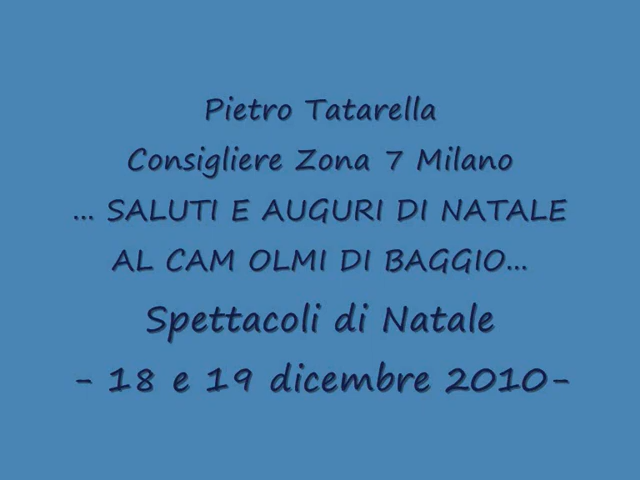 Pietro Tatarella
Consigliere Zona 7 Milano
... SALUTI E AUGURI DI NATALE
AL CAM OLMI DI BAGGIO...
Spettacoli di Natale
- 18 e 19 dicembre 2010-